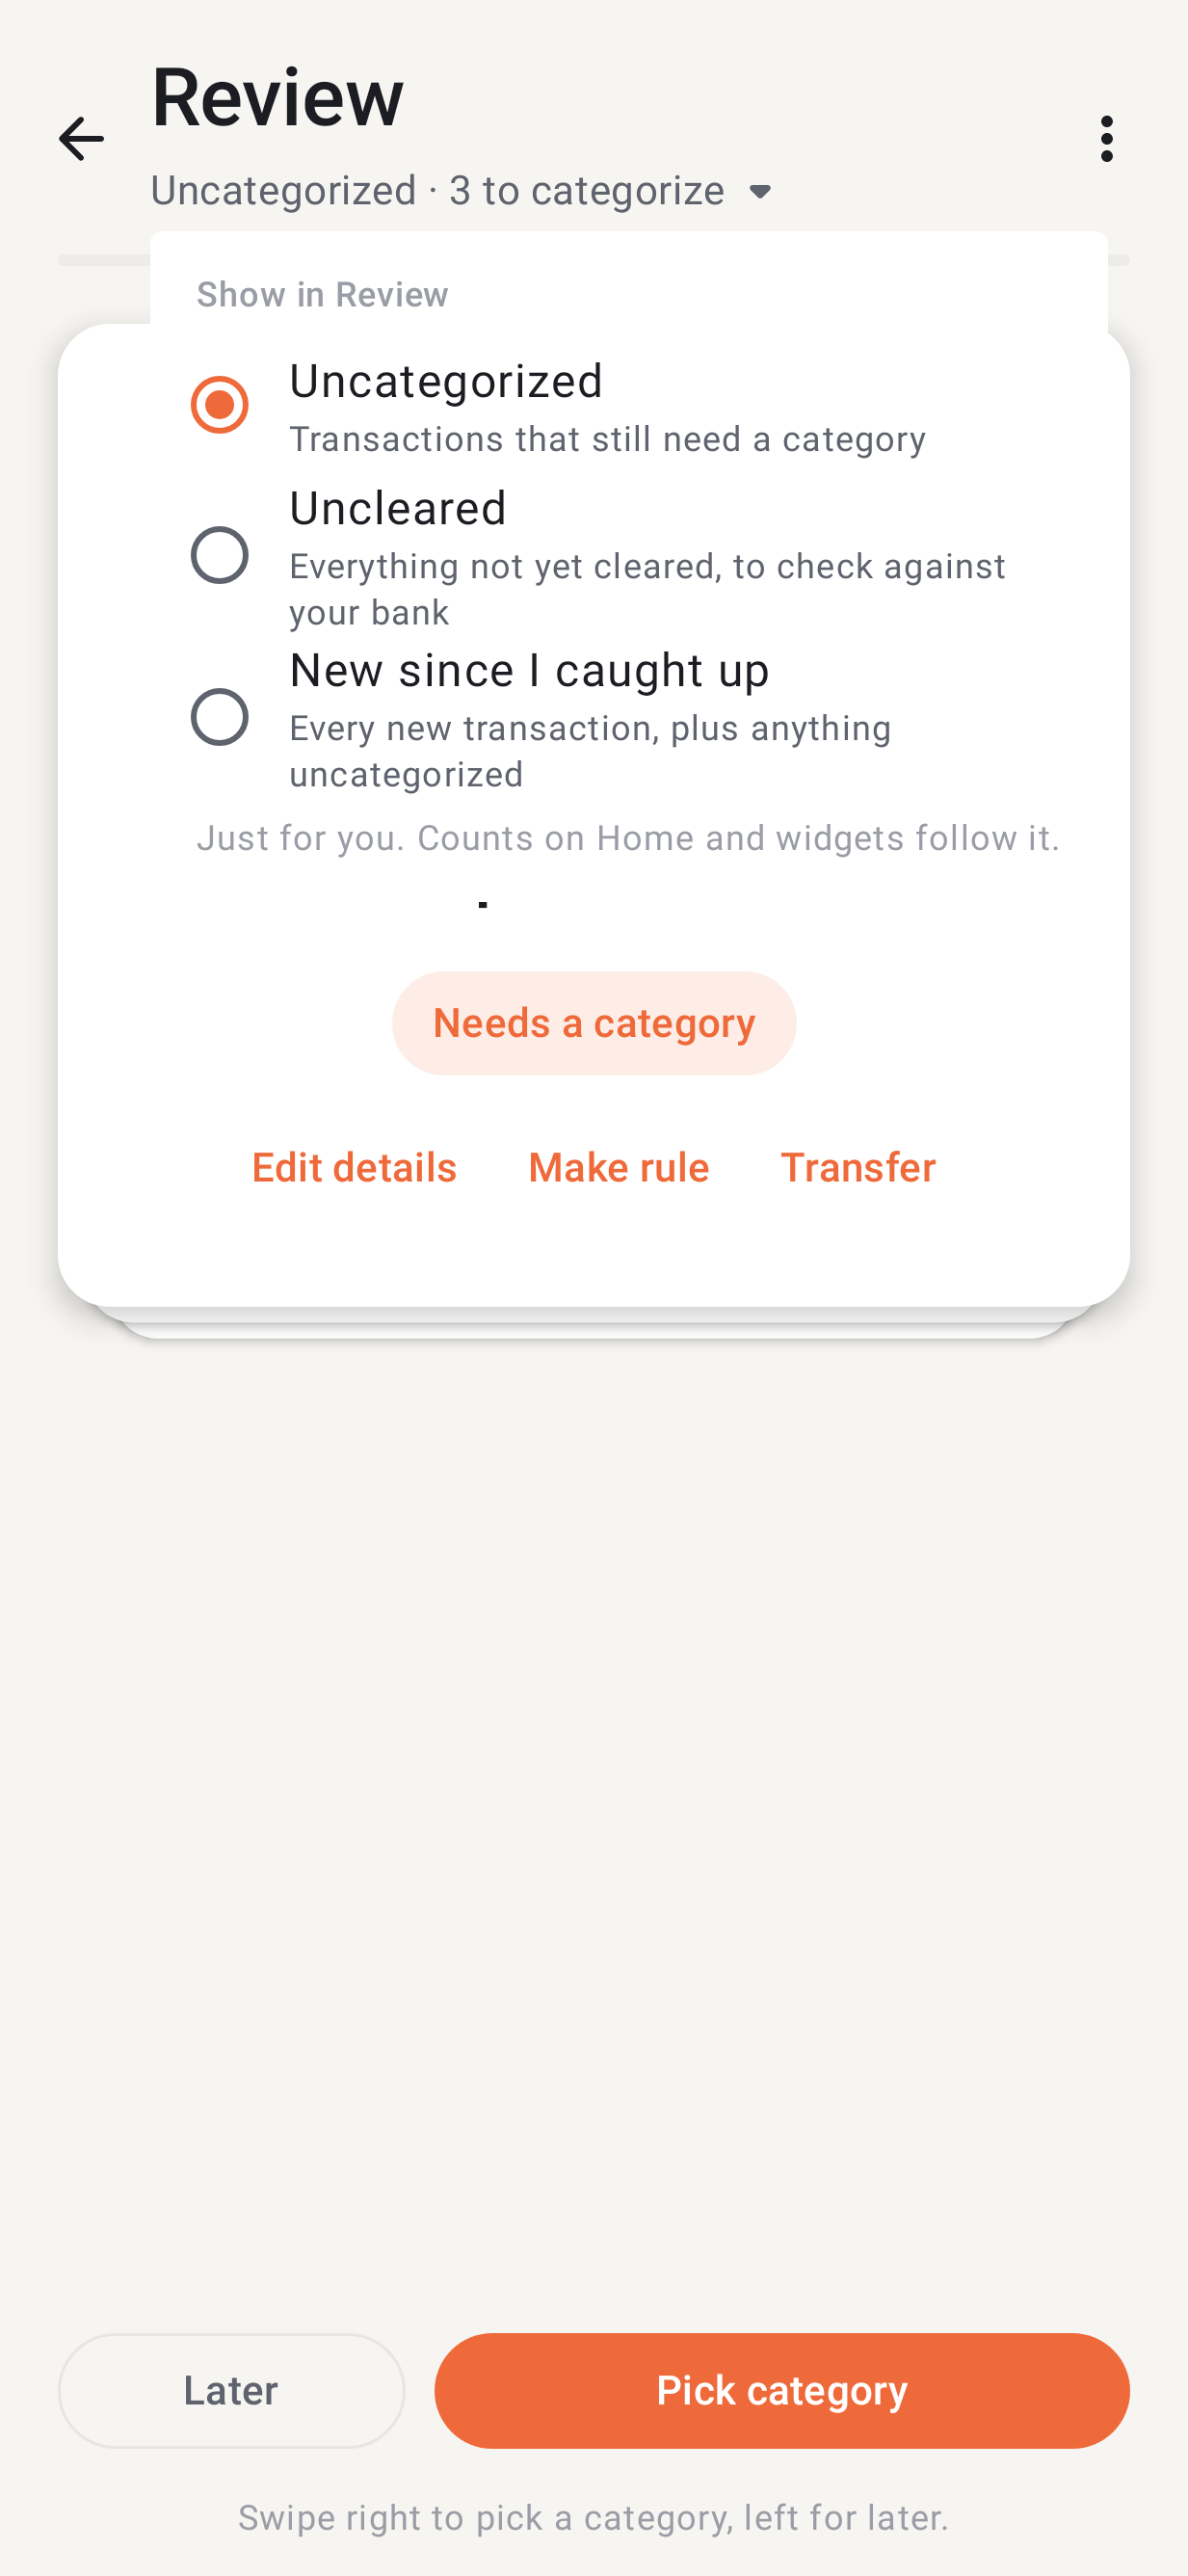 Review
Uncategorized · 3 to categorize
Show in Review
Uncategorized
Transactions that still need a category
Uncleared
Everything not yet cleared, to check against
your bank
New since I caught up
Every new transaction, plus anything
uncategorized
Just for you. Counts on Home and widgets follow it.
Needs a category
Edit details
Make rule
Transfer
Later
Pick category
Swipe right to pick a category, left for later.